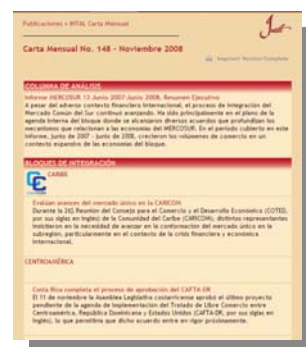 Publicaciones » INTAL Carta Mensual
Carta Mensual No. 148 - Noviembre 2008
Imprimir Versión Completa
COLUMNA DE ANÁLISIS
Informe MERCOSUR 13 Junio 2007-Junio 2008. Resumen Ejecutivo
A pesar del adverso contexto financiero internacional, el proceso de integración del
Mercado Común del Sur continuó avanzando. Ha sido principalmente en el plano de la
agenda interna del bloque donde se alcanzaron diversos acuerdos que profundizan los
mecanismos que relacionan a las economías del MERCOSUR. En el período cubierto en este
Informe, junio de 2007 - junio de 2008, crecieron los volúmenes de comercio en un
contexto expansivo de las economías del bloque.
BLOQUES DE INTEGRACIÓN
CARIBE
Evalúan avances del mercado único en la CARICOM
Durante la 26ª Reunión del Consejo para el Comercio y el Desarrollo Económico (COTED,
por sus siglas en inglés) de la Comunidad del Caribe (CARICOM), distintos representantes
insistieron en la necesidad de avanzar en la conformación del mercado único en la
subregión, particularmente en el contexto de la crisis financiera y económica
internacional.
CENTROAMÉRICA
Costa Rica completa el proceso de aprobación del CAFTA-DR
El 11 de noviembre la Asamblea Legislativa costarricense aprobó el último proyecto
pendiente de la agenda de implementación del Tratado de Libre Comercio entre
Centroamérica, República Dominicana y Estados Unidos (CAFTA-DR, por sus siglas en
inglés), lo que permitiría que dicho acuerdo entre en vigor próximamente.